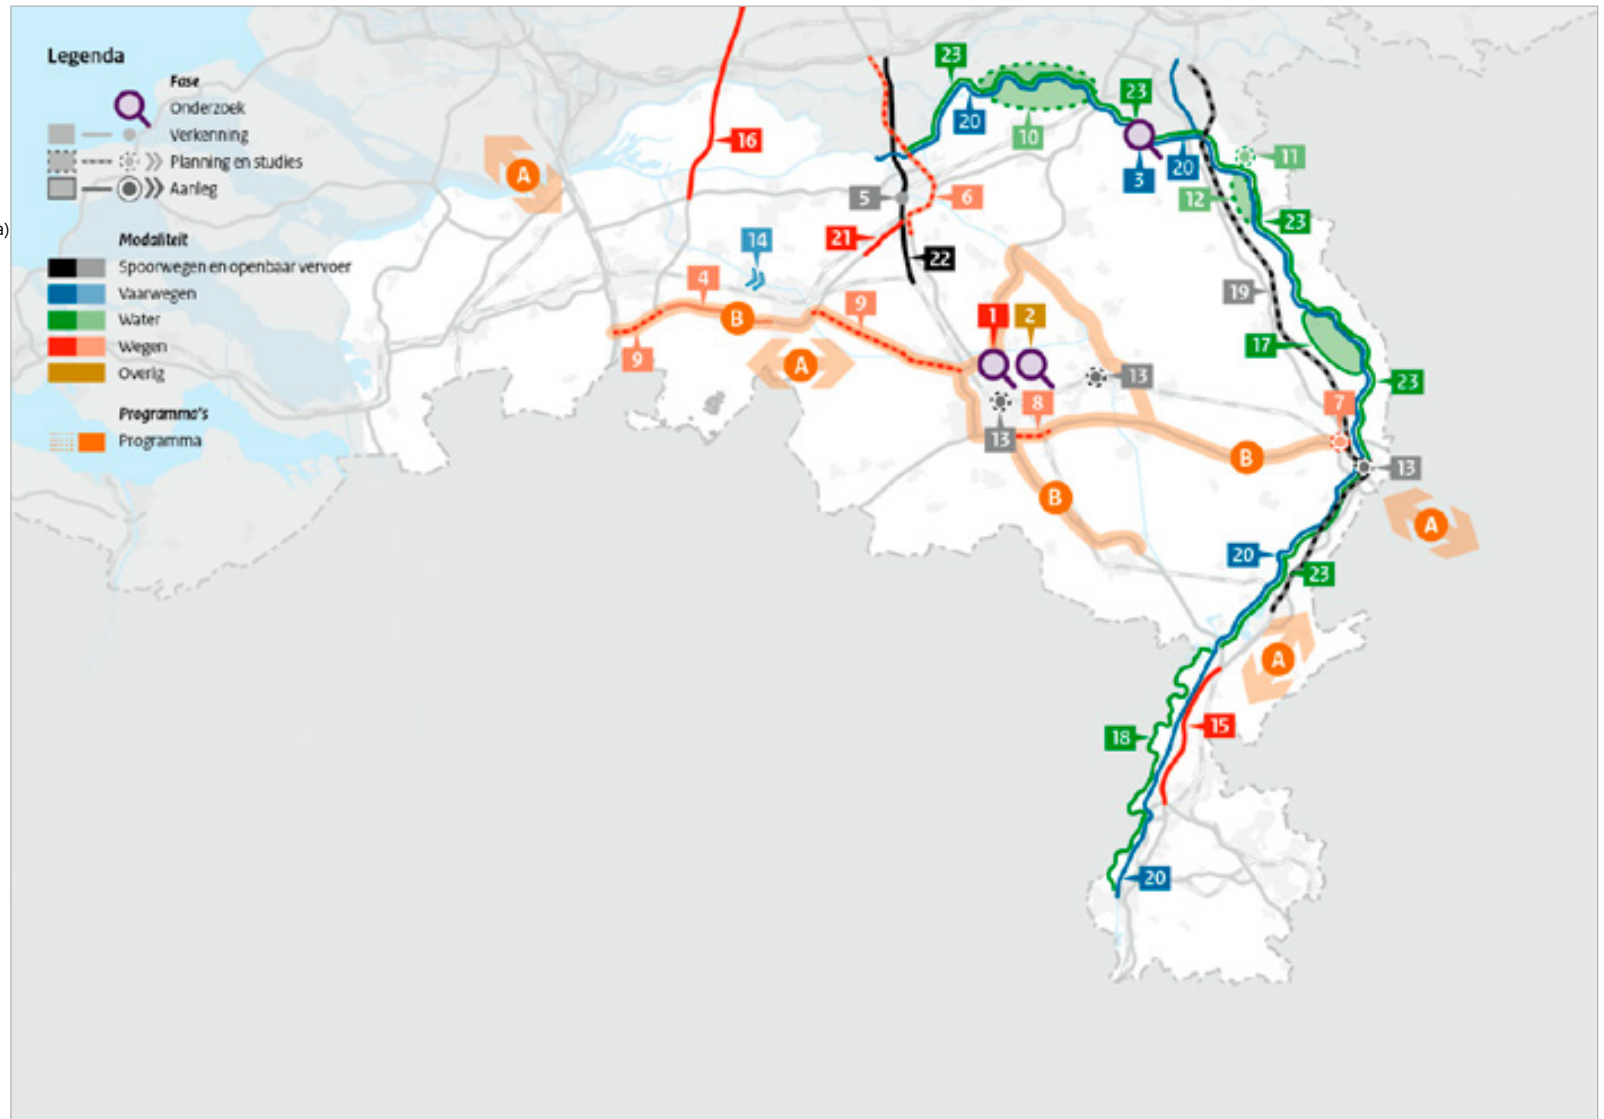 Legenda
Fase
Onderzoek
Verkenning
Planning en studies
Aanleg
a)
Modaliteit
Spoorwegen en openbaar vervoer
Vaarwegen
Water
Wegen
Overig
Programma's
Programma
23
23
20
10
16
A
3
20
11
12
5
6
23
21
14
22
4
19
9
B
1
2
17
9
A
13
23
8
7
13
B
13
B
A
20
23
A
18
15
20